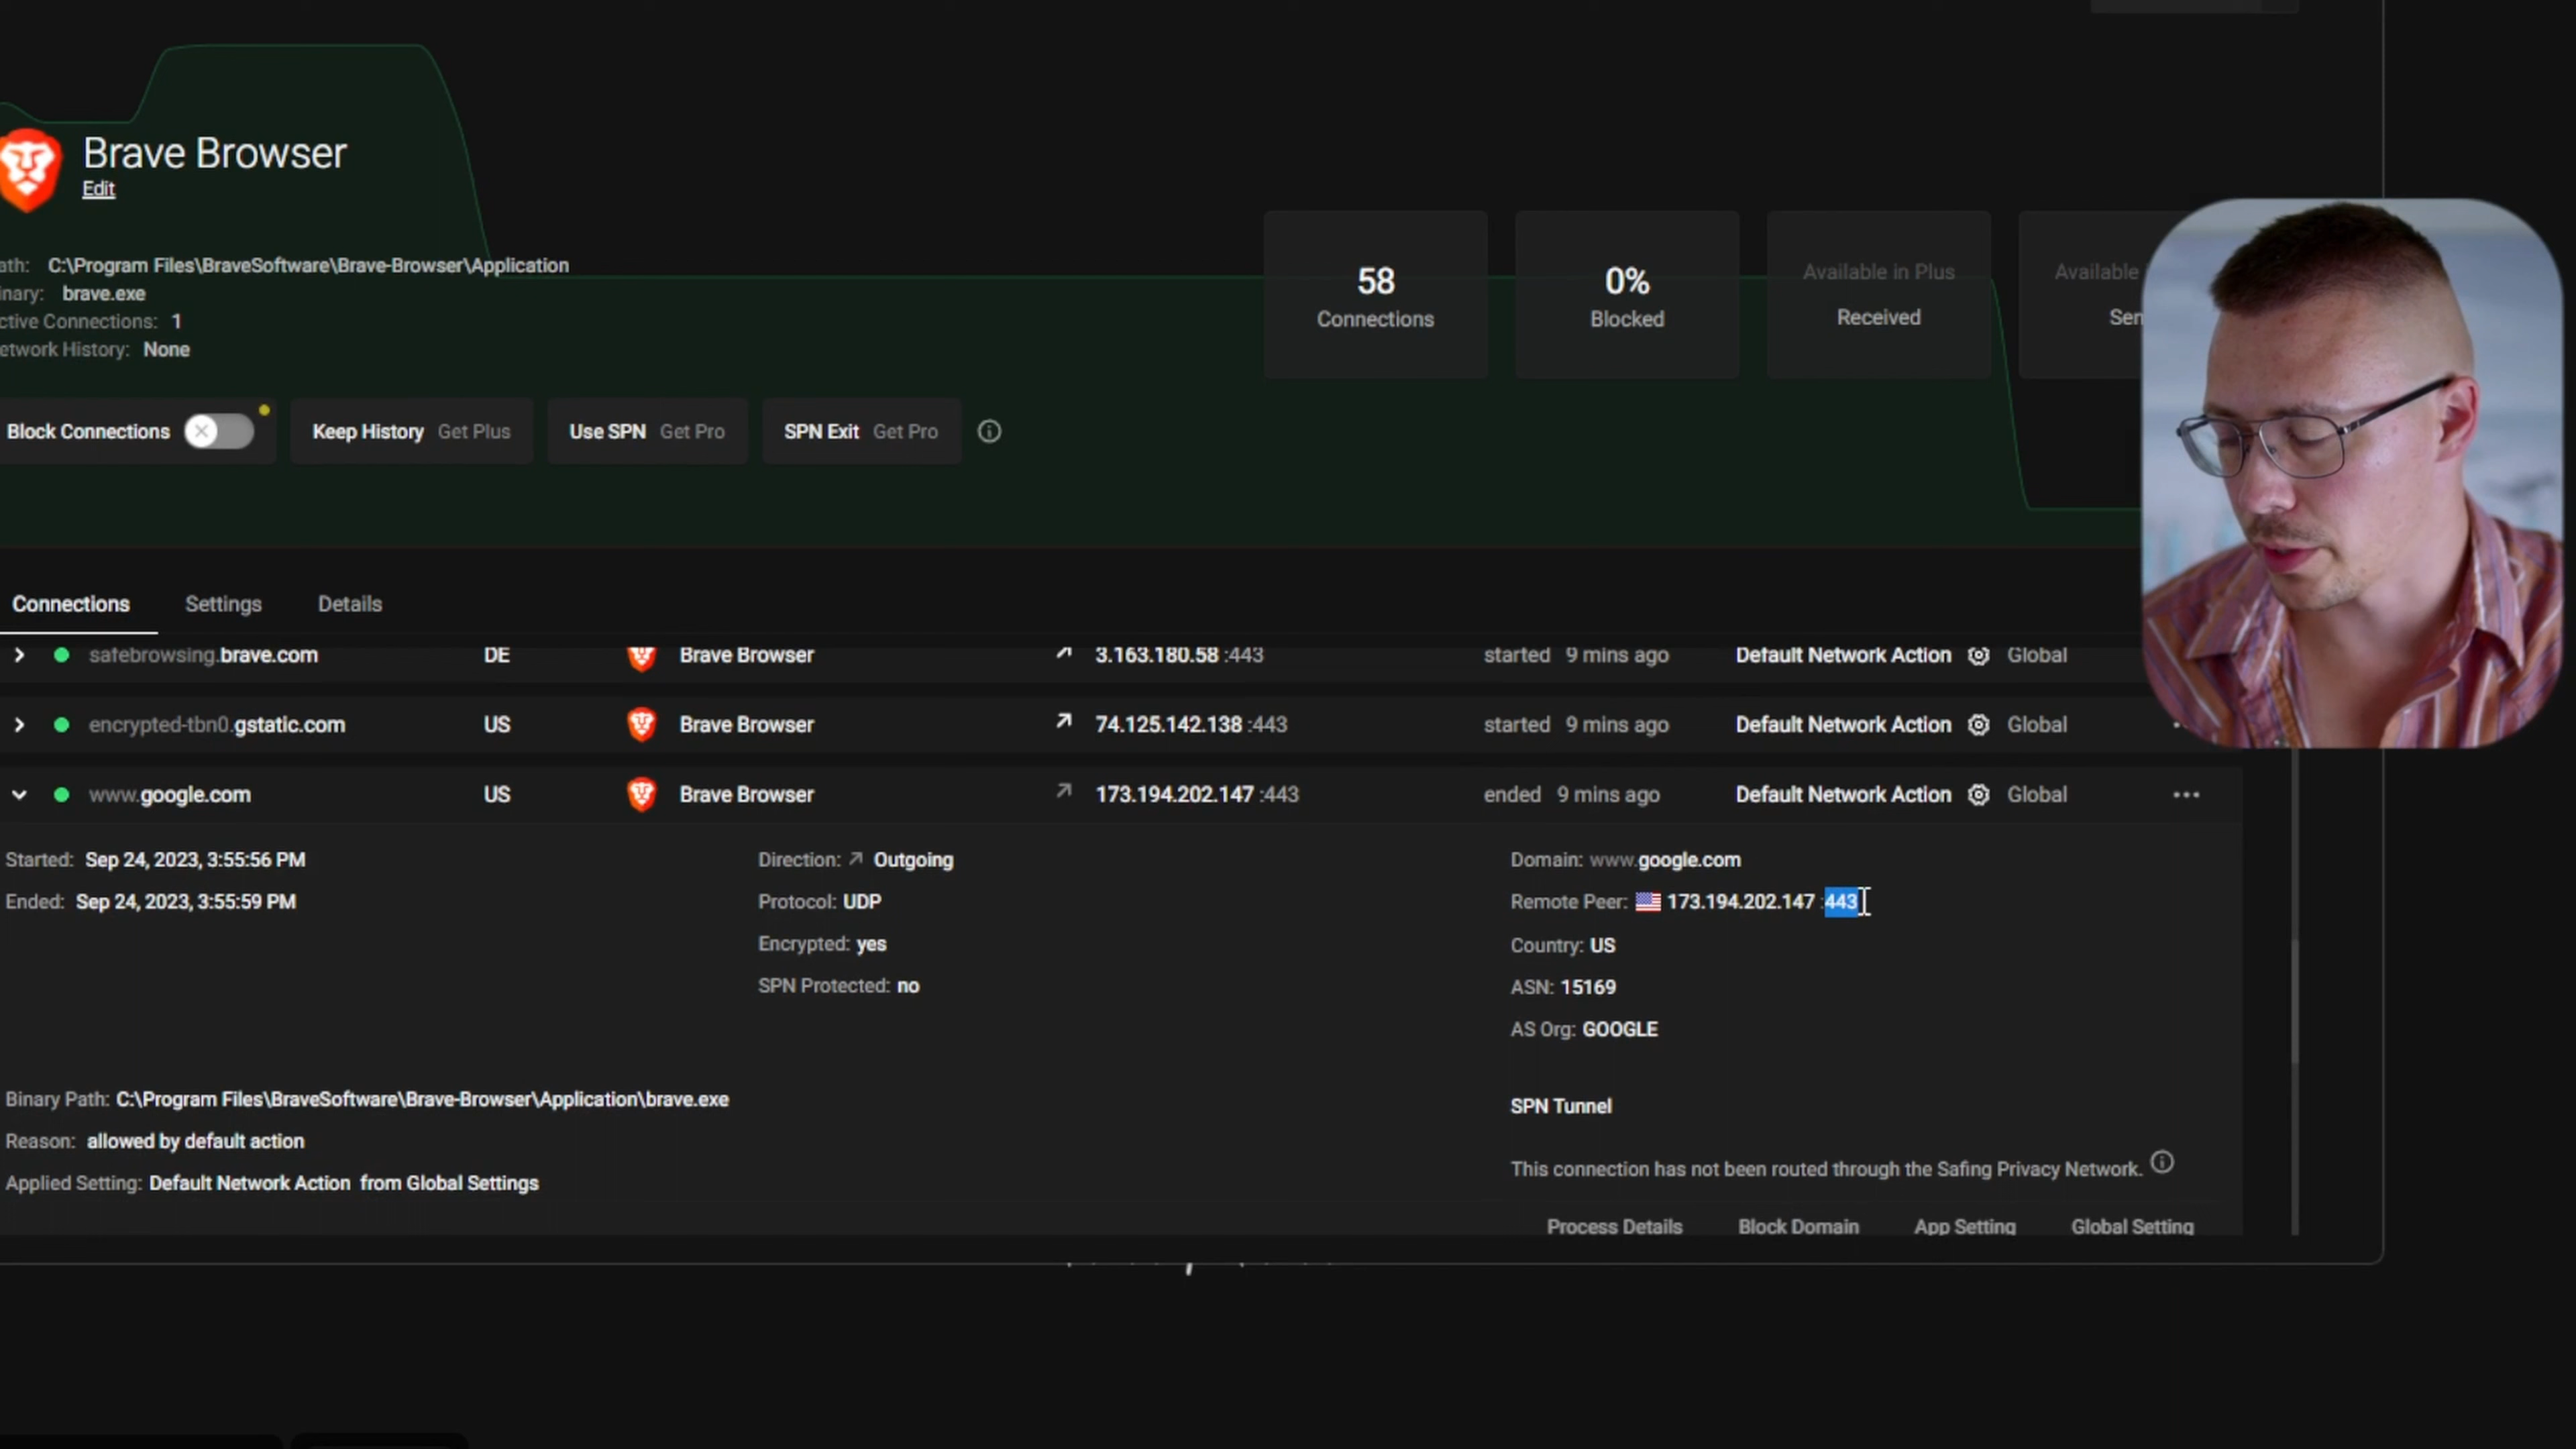 Brave Browser
Edit
ath: C:\Program Files\BraveSoftware\Brave-Browser\Application
inary: brave.exe
ctive Connections: 1
etwork History: None
58
Connections
0%
Blocked
Available in Plus
Received
Available
Sen
Block Connections
Keep History Get Plus
Use SPN Get Pro
SPN Exit Get Pro
Connections Settings Details
safebrowsing.brave.com DE Brave Browser 3.163.180.58 :443 started 9 mins ago Default Network Action Global
encrypted-tbn0.gstatic.com US Brave Browser 74.125.142.138 :443 started 9 mins ago Default Network Action Global
www.google.com US Brave Browser 173.194.202.147 :443 ended 9 mins ago Default Network Action Global ...
Started: Sep 24, 2023, 3:55:56 PM
Ended: Sep 24, 2023, 3:55:59 PM
Direction: Outgoing
Protocol: UDP
Encrypted: yes
SPN Protected: no
Domain: www.google.com
Remote Peer: 173.194.202.147 :443
Country: US
ASN: 15169
AS Org: GOOGLE
Binary Path: C:\Program Files\BraveSoftware\Brave-Browser\Application\brave.exe
Reason: allowed by default action
Applied Setting: Default Network Action from Global Settings
SPN Tunnel
This connection has not been routed through the Safing Privacy Network.
Process Details Block Domain App Setting Global Setting